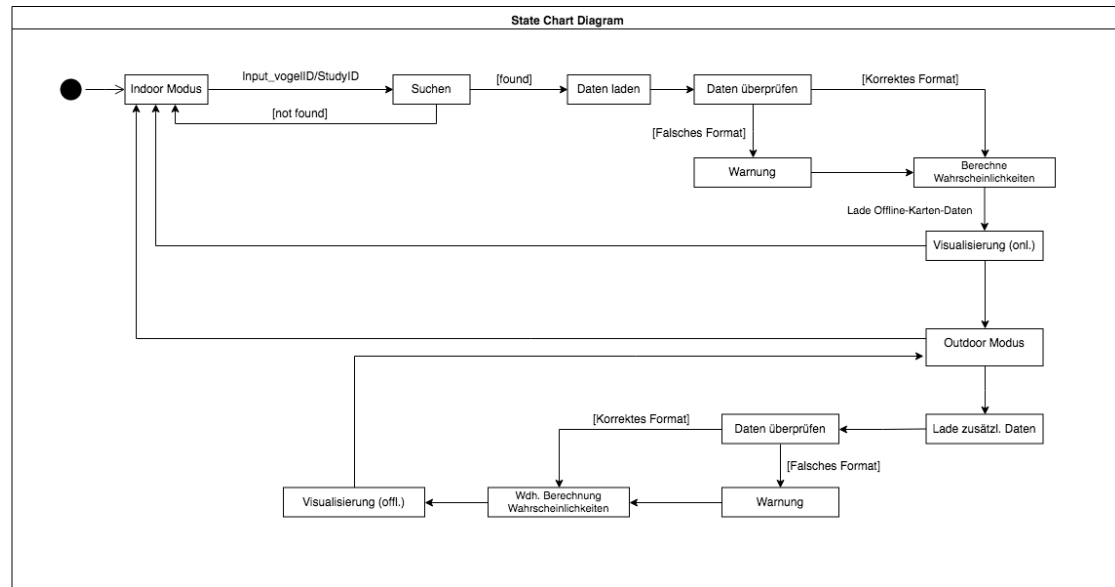 State Chart Diagram
Indoor Modus
Input_vogelID/StudyID
Suchen
[found]
Daten laden
Daten überprüfen
[Korrektes Format]
[not found]
[Falsches Format]
Warnung
Berechne
Wahrscheinlichkeiten
Lade Offline-Karten-Daten
Visualisierung (onl.)
Outdoor Modus
Lade zusätzl. Daten
Daten überprüfen
[Korrektes Format]
[Falsches Format]
Warnung
Wdh. Berechnung
Wahrscheinlichkeiten
Visualisierung (offl.)